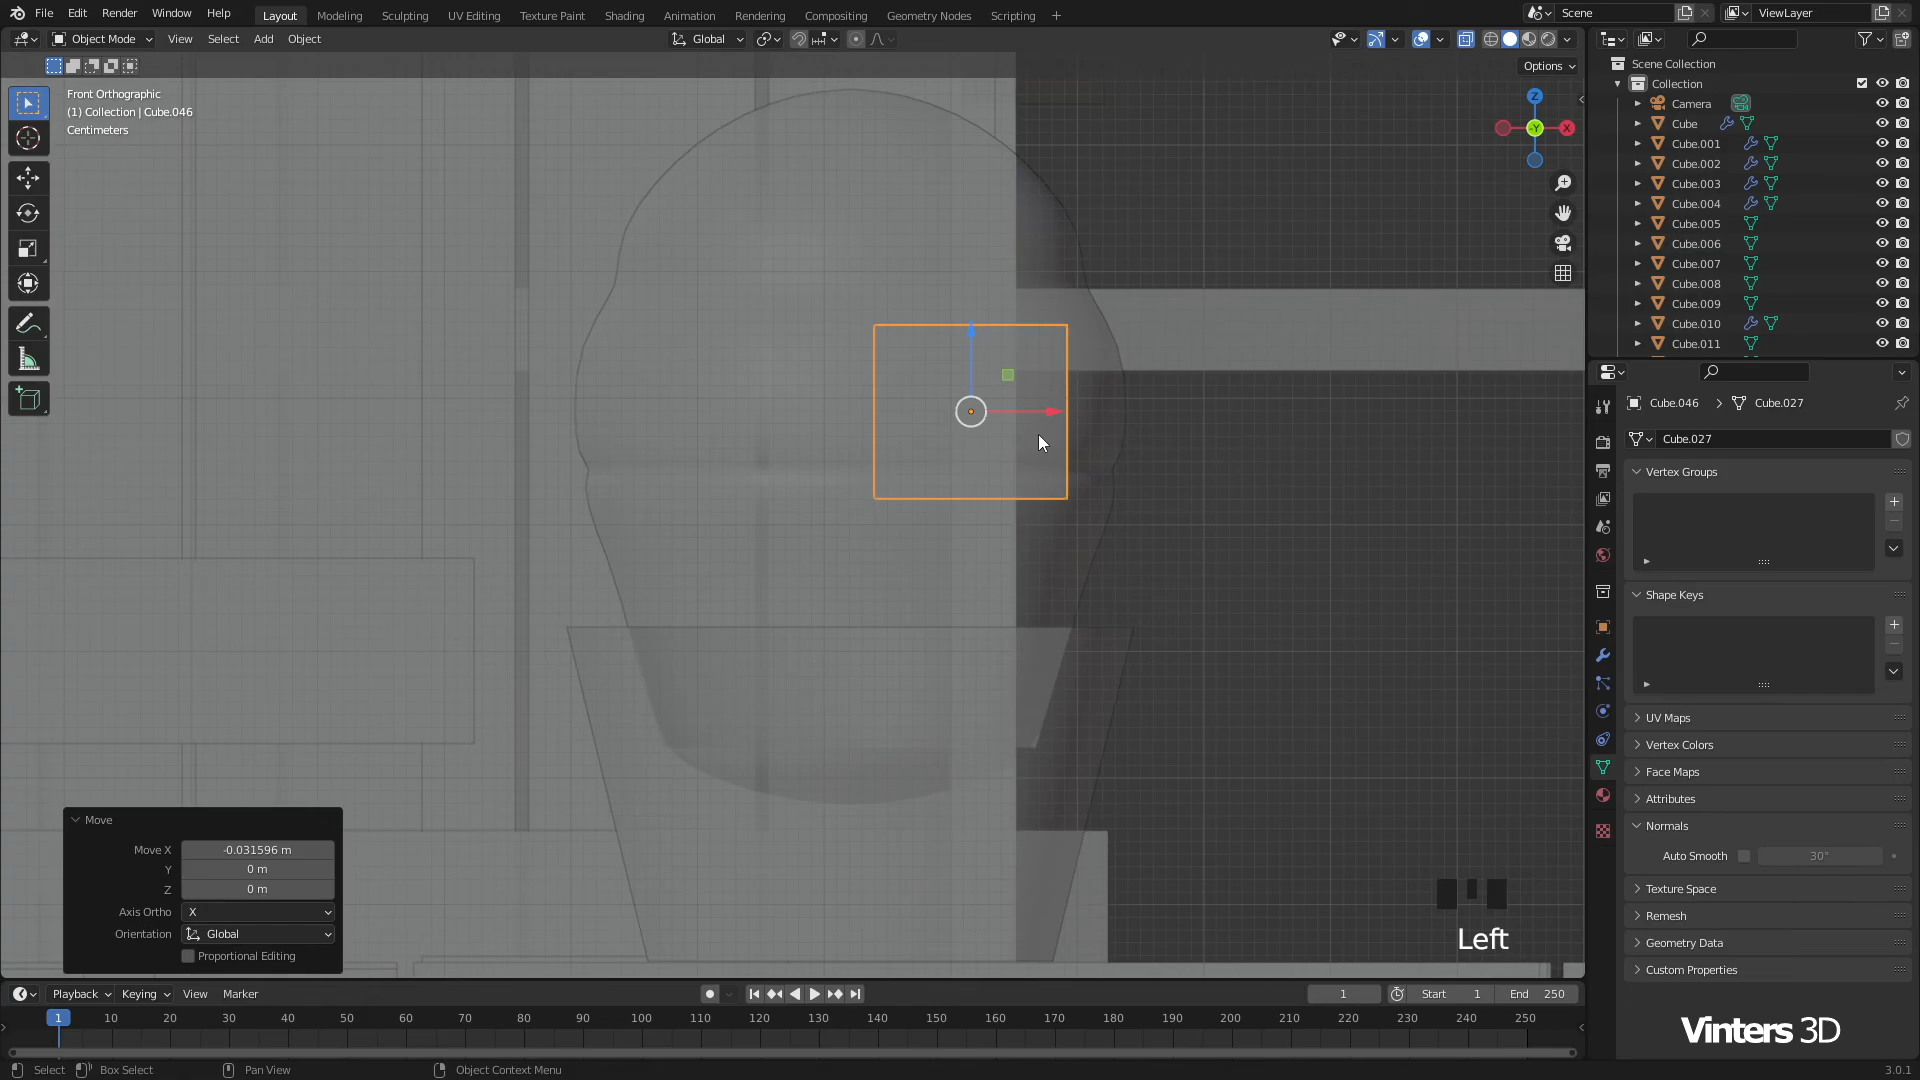 File Edit Render Window Help
Layout Modeling Sculpting UV Editing Texture Paint Shading Animation Rendering Compositing Geometry Nodes Scripting
Scene ViewLayer
Object Mode View Select Add Object
Global
Options
Front Orthographic
(1) Collection | Cube.046
Centimeters
Z
-Y
X
Scene Collection
Collection
Camera
Cube
Cube.001
Cube.002
Cube.003
Cube.004
Cube.005
Cube.006
Cube.007
Cube.008
Cube.009
Cube.010
Cube.011
Cube.046 Cube.027
Cube.027
Vertex Groups
Shape Keys
UV Maps
Vertex Colors
Face Maps
Attributes
Normals
Auto Smooth 30°
Texture Space
Remesh
Geometry Data
Custom Properties
Move
Move X -0.031596 m
Y 0 m
Z 0 m
Axis Ortho X
Orientation Global
Proportional Editing
Left
Playback Keying View Marker
1 Start 1 End 250
1 10 20 30 40 50 60 70 80 90 100 110 120 130 140 150 160 170 180 190 200 210 220 230 240 250
Vinters 3D
Select Box Select Pan View Object Context Menu
3.0.1